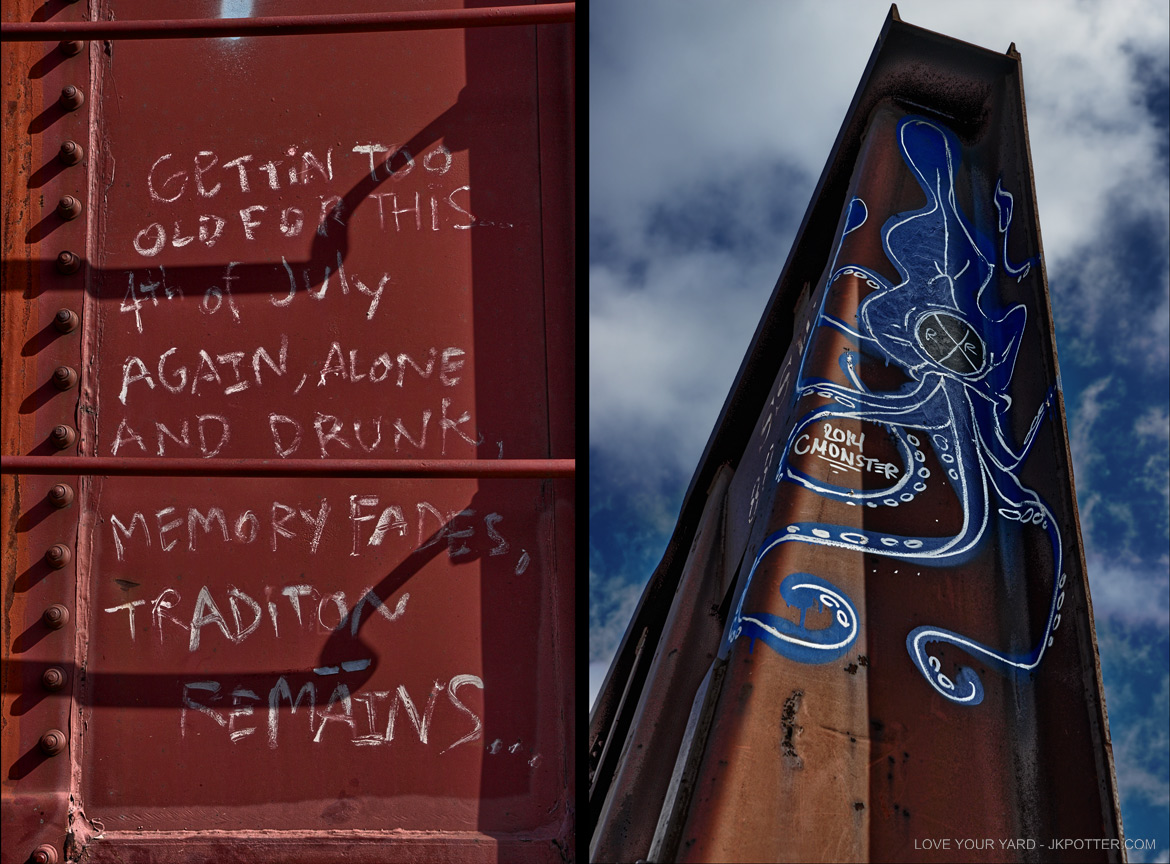 GETTIN TOO
OLD FOR THIS...
4th of July
AGAIN, ALONE
AND DRUNK,
MEMORY FADES,
TRADITON
REMAINS...
R R
2014
CMONSTER
LOVE YOUR YARD - JKPOTTER.COM